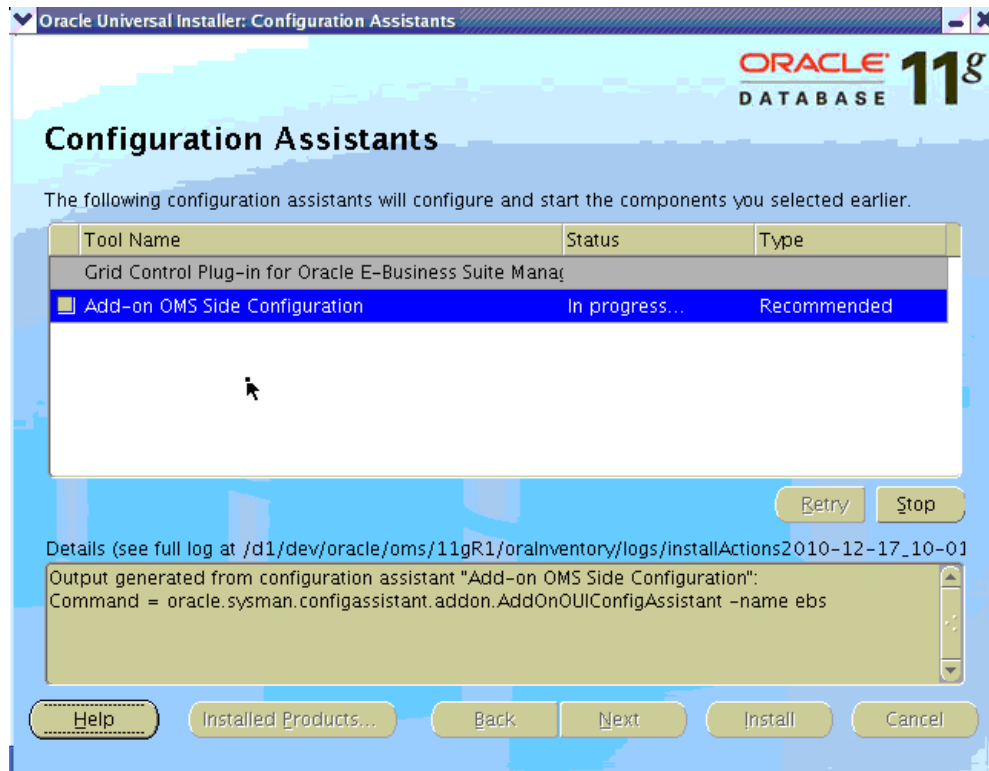 Oracle Universal Installer: Configuration Assistants
ORACLE 11g
DATABASE
Configuration Assistants
The following configuration assistants will configure and start the components you selected earlier.
Tool Name Status Type
Grid Control Plug-in for Oracle E-Business Suite Manag
Add-on OMS Side Configuration In progress... Recommended
Retry Stop
Details (see full log at /d1/dev/oracle/oms/11gR1/oraInventory/logs/installActions2010-12-17_10-01
Output generated from configuration assistant "Add-on OMS Side Configuration":
Command = oracle.sysman.configassistant.addon.AddOnOUIConfigAssistant -name ebs
Help Installed Products... Back Next Install Cancel